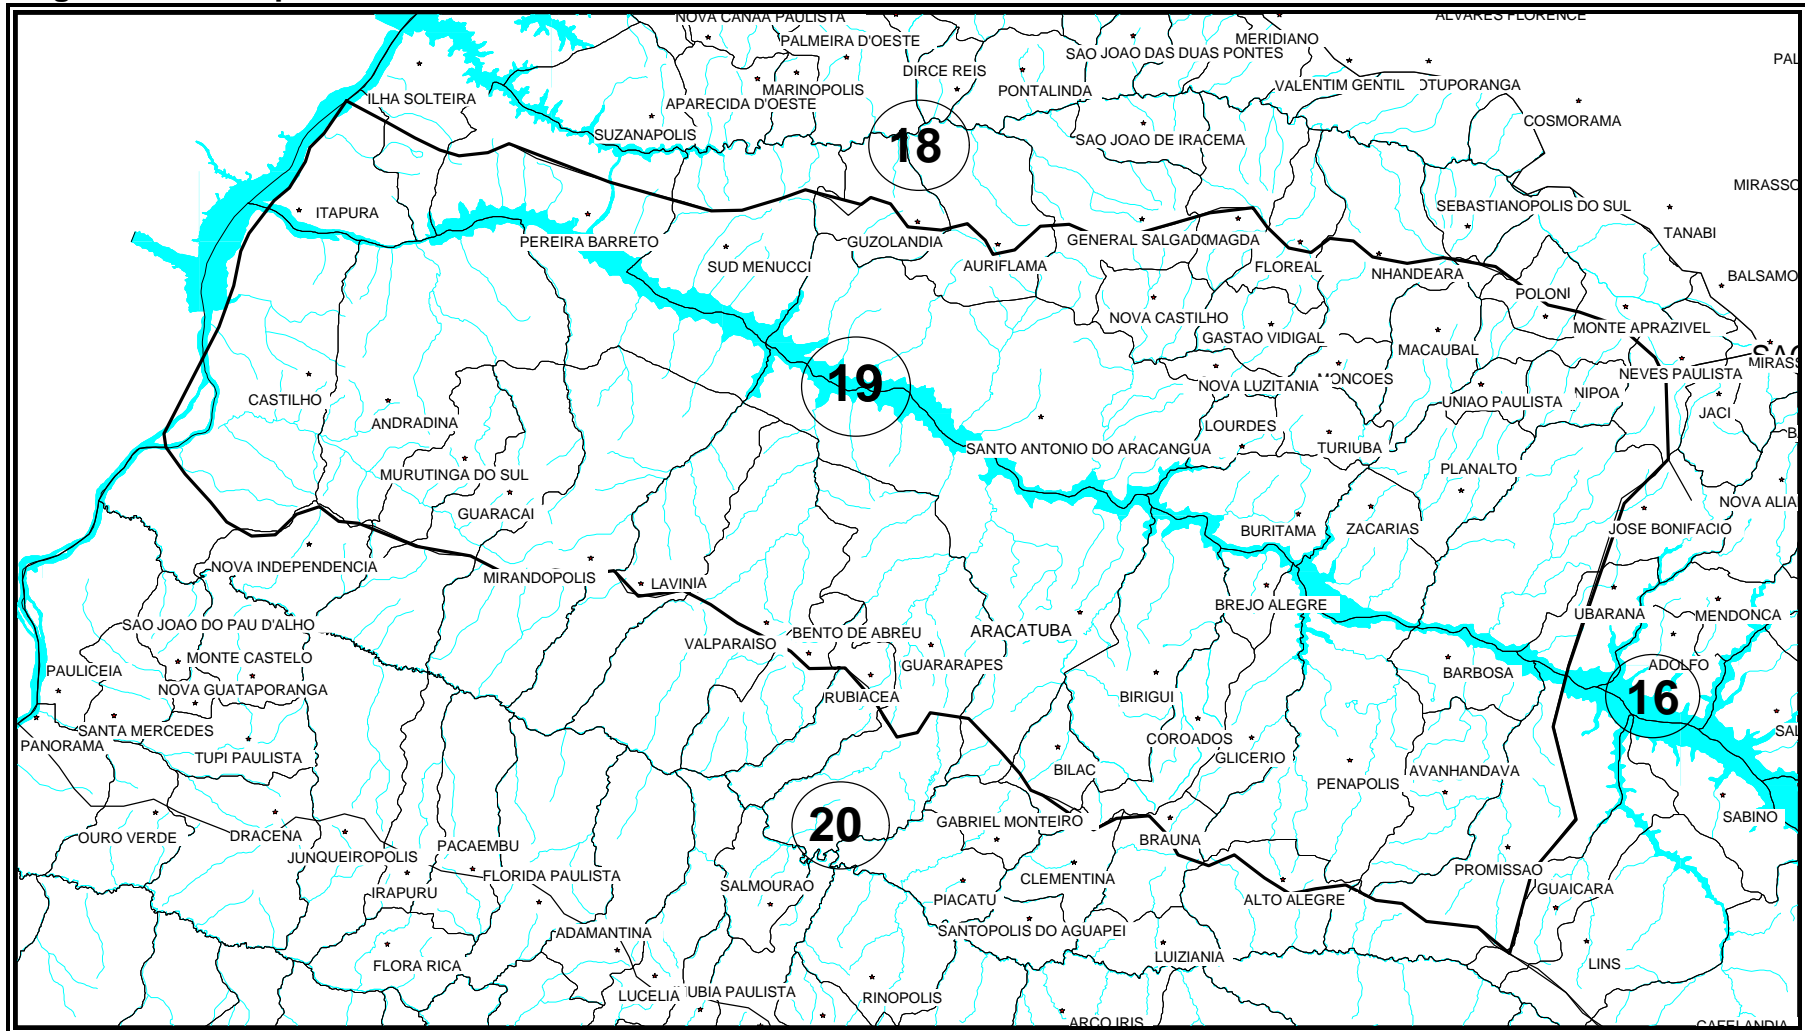 NOVA CANAA PAULISTA
ALVARES FLORENCE
PALMEIRA D'OESTE
MERIDIANO
SAO JOAO DAS DUAS PONTES
DIRCE REIS
MARINOPOLIS
PONTALINDA
VALENTIM GENTIL
OTUPORANGA
ILHA SOLTEIRA
APARECIDA D'OESTE
COSMORAMA
SUZANAPOLIS
18
SAO JOAO DE IRACEMA
MIRASSO
ITAPURA
SEBASTIANOPOLIS DO SUL
TANABI
PEREIRA BARRETO
GUZOLANDIA
GENERAL SALGADO
MAGDA
SUD MENUCCI
AURIFLAMA
FLOREAL
NHANDEARA
BALSAMO
POLONI
NOVA CASTILHO
MONTE APRAZIVEL
GASTAO VIDIGAL
MACAUBAL
SAO
MIRASS
NEVES PAULISTA
19
NOVA LUZITANIA
MONCOES
UNIAO PAULISTA
NIPOA
CASTILHO
JACI
ANDRADINA
LOURDES
SANTO ANTONIO DO ARACANGUA
TURIUBA
PLANALTO
MURUTINGA DO SUL
NOVA ALIA
GUARACAI
BURITAMA
ZACARIAS
JOSE BONIFACIO
NOVA INDEPENDENCIA
MIRANDOPOLIS
LAVINIA
BREJO ALEGRE
UBARANA
MENDONCA
SAO JOAO DO PAU D'ALHO
BENTO DE ABREU
ARACATUBA
VALPARAISO
MONTE CASTELO
GUARARAPES
ADOLFO
PAULICEIA
BARBOSA
NOVA GUATAPORANGA
RUBIACEA
BIRIGUI
16
SANTA MERCEDES
SAL
PANORAMA
COROADOS
TUPI PAULISTA
GLICERIO
BILAC
AVANHANDAVA
PENAPOLIS
SABINO
20
GABRIEL MONTEIRO
OURO VERDE
DRACENA
BRAUNA
PACAEMBU
JUNQUEIROPOLIS
PROMISSAO
FLORIDA PAULISTA
CLEMENTINA
SALMOURAO
IRAPURU
GUAICARA
PIACATU
ALTO ALEGRE
SANTOPOLIS DO AGUAPEI
ADAMANTINA
LUIZIANIA
FLORA RICA
LINS
LUCELIA
UBIA PAULISTA
RINOPOLIS
ARCO IRIS
CAFELANDIA